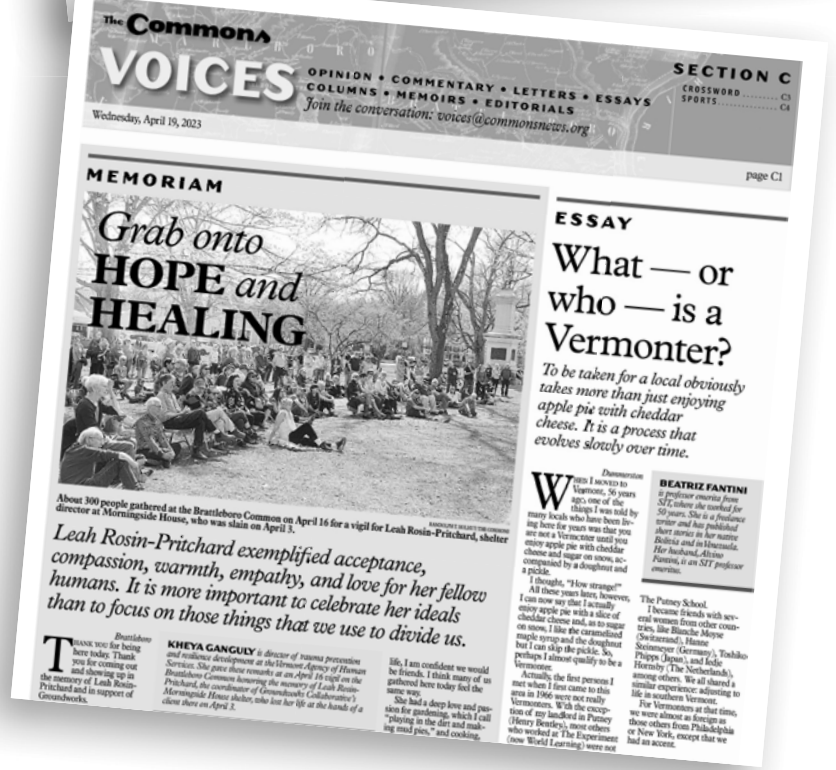 The Commons
VOICES
OPINION • COMMENTARY • LETTERS • ESSAYS
COLUMNS • MEMOIRS • EDITORIALS
Join the conversation: voices@commonsnews.org
SECTION C
CROSSWORD .......... C3
SPORTS .......... C4
Wednesday, April 19, 2023
page C1
MEMORIAM
Grab onto
HOPE and
HEALING
About 300 people gathered at the Brattleboro Common on April 16 for a vigil for Leah Rosin-Pritchard, shelter
director at Morningside House, who was slain on April 3.
Leah Rosin-Pritchard exemplified acceptance,
compassion, warmth, empathy, and love for her fellow
humans. It is more important to celebrate her ideals
than to focus on those things that we use to divide us.
Brattleboro
THANK YOU for being
here today. Thank
you for coming out
and showing up in
the memory of Leah Rosin-
Pritchard and in support of
Groundworks.
KHEYA GANGULY is director of trauma prevention
and resilience development at the Vermont Agency of Human
Services. She gave these remarks at an April 16 vigil on the
Brattleboro Common honoring the memory of Leah Rosin-
Pritchard, the coordinator of Groundworks Collaborative's
Morningside House shelter, who lost her life at the hands of a
client there on April 3.
life, I am confident we would
be friends. I think many of us
gathered here today feel the
same way.
She had a deep love and pas-
sion for gardening, which I call
"playing in the dirt and mak-
ing mud pies," and cooking,
ESSAY
What — or
who — is a
Vermonter?
To be taken for a local obviously
takes more than just enjoying
apple pie with cheddar
cheese. It is a process that
evolves slowly over time.
Dummerston
WHEN I MOVED to
Vermont, 56 years
ago, one of the
things I was told by
many locals who have been liv-
ing here for years was that you
are not a Vermonter until you
enjoy apple pie with cheddar
cheese and sugar on snow, ac-
companied by a doughnut and
a pickle.
I thought, "How strange!"
All these years later, however,
I can now say that I actually
enjoy apple pie with a slice of
cheddar cheese and, as to sugar
on snow, I like the caramelized
maple syrup and the doughnut
but I can skip the pickle. So,
perhaps I almost qualify to be a
Vermonter.
Actually, the first persons I
met when I first came to this
area in 1966 were not really
Vermonters. With the excep-
tion of my landlord in Putney
(Henry Bentley), most others
who worked at The Experiment
(now World Learning) were not
BEATRIZ FANTINI
is professor emerita from
SIT, where she worked for
50 years. She is a freelance
writer and has published
short stories in her native
Bolivia and in Venezuela.
Her husband, Alvino
Fantini, is an SIT professor
emeritus.
The Putney School.
I became friends with sev-
eral women from other coun-
tries, like Blanche Moyse
(Switzerland), Hanne
Steinmeyer (Germany), Toshiko
Phipps (Japan), and Iedje
Hornsby (The Netherlands),
among others. We all shared a
similar experience: adjusting to
life in southern Vermont.
For Vermonters at that time,
we were almost as foreign as
those others from Philadelphia
or New York, except that we
had an accent.